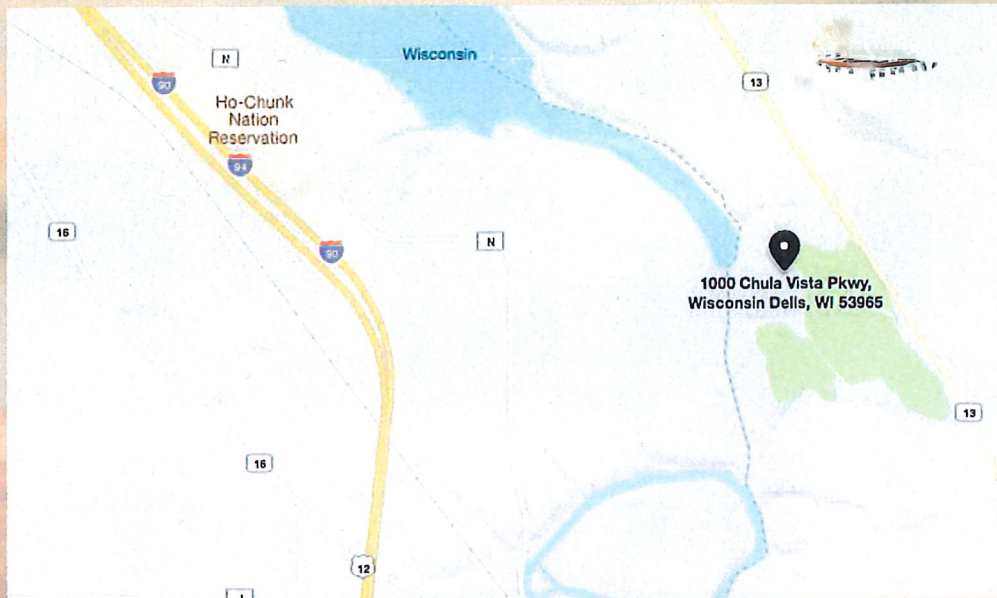 N
Wisconsin
90
13
Ho-Chunk
Nation
Reservation
94
16
N
90
1000 Chula Vista Pkwy,
Wisconsin Dells, WI 53965
13
16
12